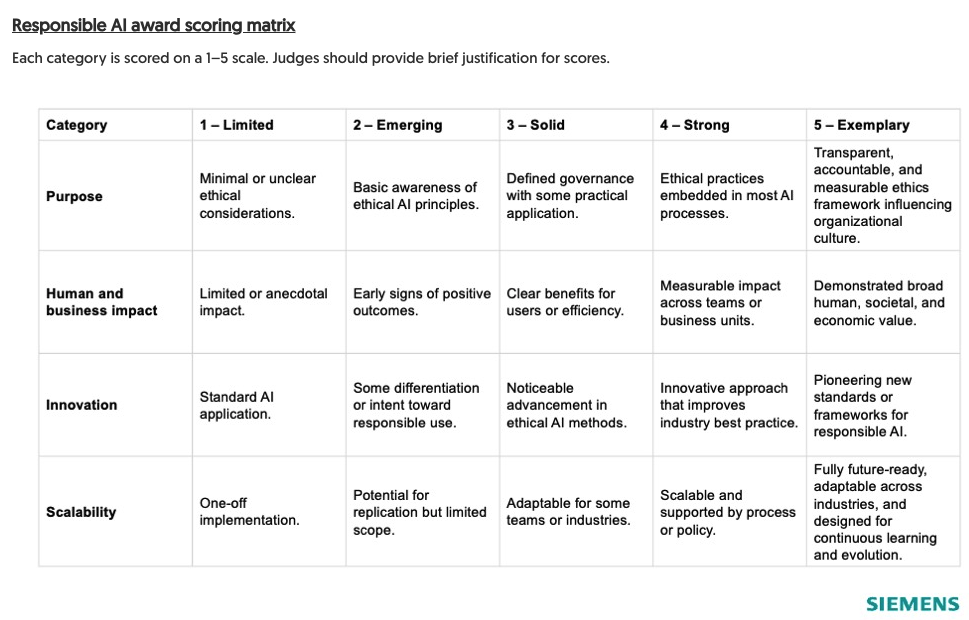 Responsible AI award scoring matrix
Each category is scored on a 1–5 scale. Judges should provide brief justification for scores.
Category
1 – Limited
2 – Emerging
3 – Solid
4 – Strong
5 – Exemplary
Purpose
Minimal or unclear
ethical
considerations.
Basic awareness of
ethical AI principles.
Defined governance
with some practical
application.
Ethical practices
embedded in most AI
processes.
Transparent,
accountable, and
measurable ethics
framework influencing
organizational
culture.
Human and
business impact
Limited or anecdotal
impact.
Early signs of positive
outcomes.
Clear benefits for
users or efficiency.
Measurable impact
across teams or
business units.
Demonstrated broad
human, societal, and
economic value.
Innovation
Standard AI
application.
Some differentiation
or intent toward
responsible use.
Noticeable
advancement in
ethical AI methods.
Innovative approach
that improves
industry best practice.
Pioneering new
standards or
frameworks for
responsible AI.
Scalability
One-off
implementation.
Potential for
replication but limited
scope.
Adaptable for some
teams or industries.
Scalable and
supported by process
or policy.
Fully future-ready,
adaptable across
industries, and
designed for
continuous learning
and evolution.
SIEMENS